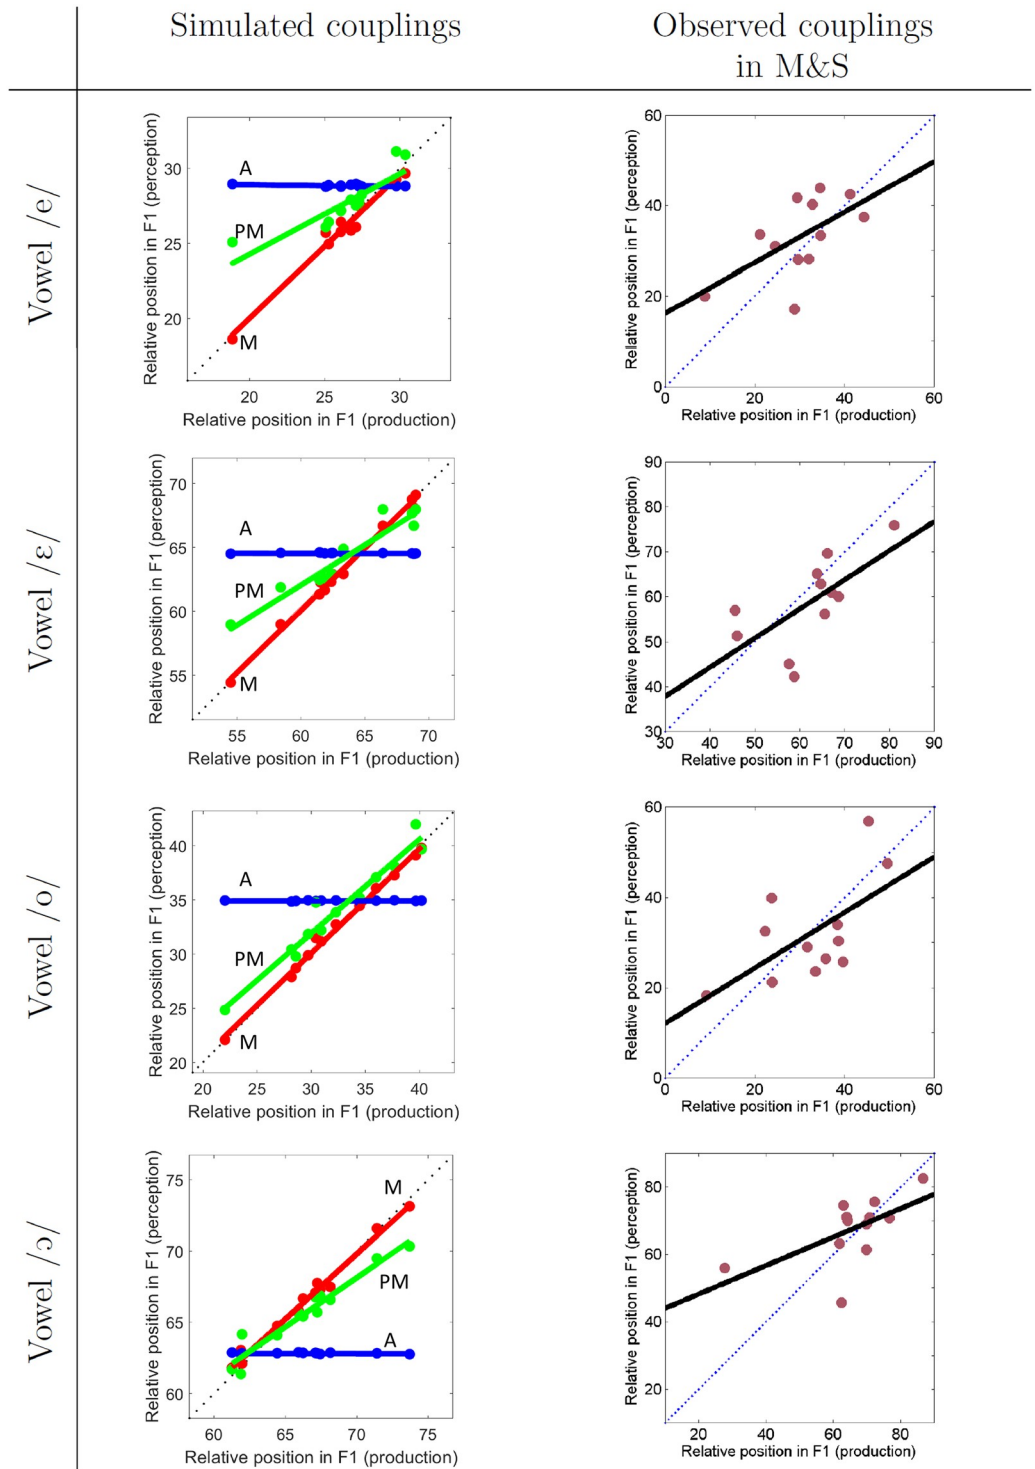 Simulated couplings
Observed couplings
in M&S
Vowel /e/
Relative position in F1 (perception)
30
25
20
A
PM
M
20
25
30
Relative position in F1 (production)
Relative position in F1 (perception)
60
40
20
0
0
20
40
60
Relative position in F1 (production)
Vowel /ε/
Relative position in F1 (perception)
70
65
60
55
A
PM
M
55
60
65
70
Relative position in F1 (production)
Relative position in F1 (perception)
90
80
70
60
50
40
30
30
40
50
60
70
80
90
Relative position in F1 (production)
Vowel /o/
Relative position in F1 (perception)
40
35
30
25
20
A
PM
M
20
25
30
35
40
Relative position in F1 (production)
Relative position in F1 (perception)
60
40
20
0
0
20
40
60
Relative position in F1 (production)
Vowel /ɔ/
Relative position in F1 (perception)
75
70
65
60
M
PM
A
60
65
70
75
Relative position in F1 (production)
Relative position in F1 (perception)
80
60
40
20
20
40
60
80
Relative position in F1 (production)